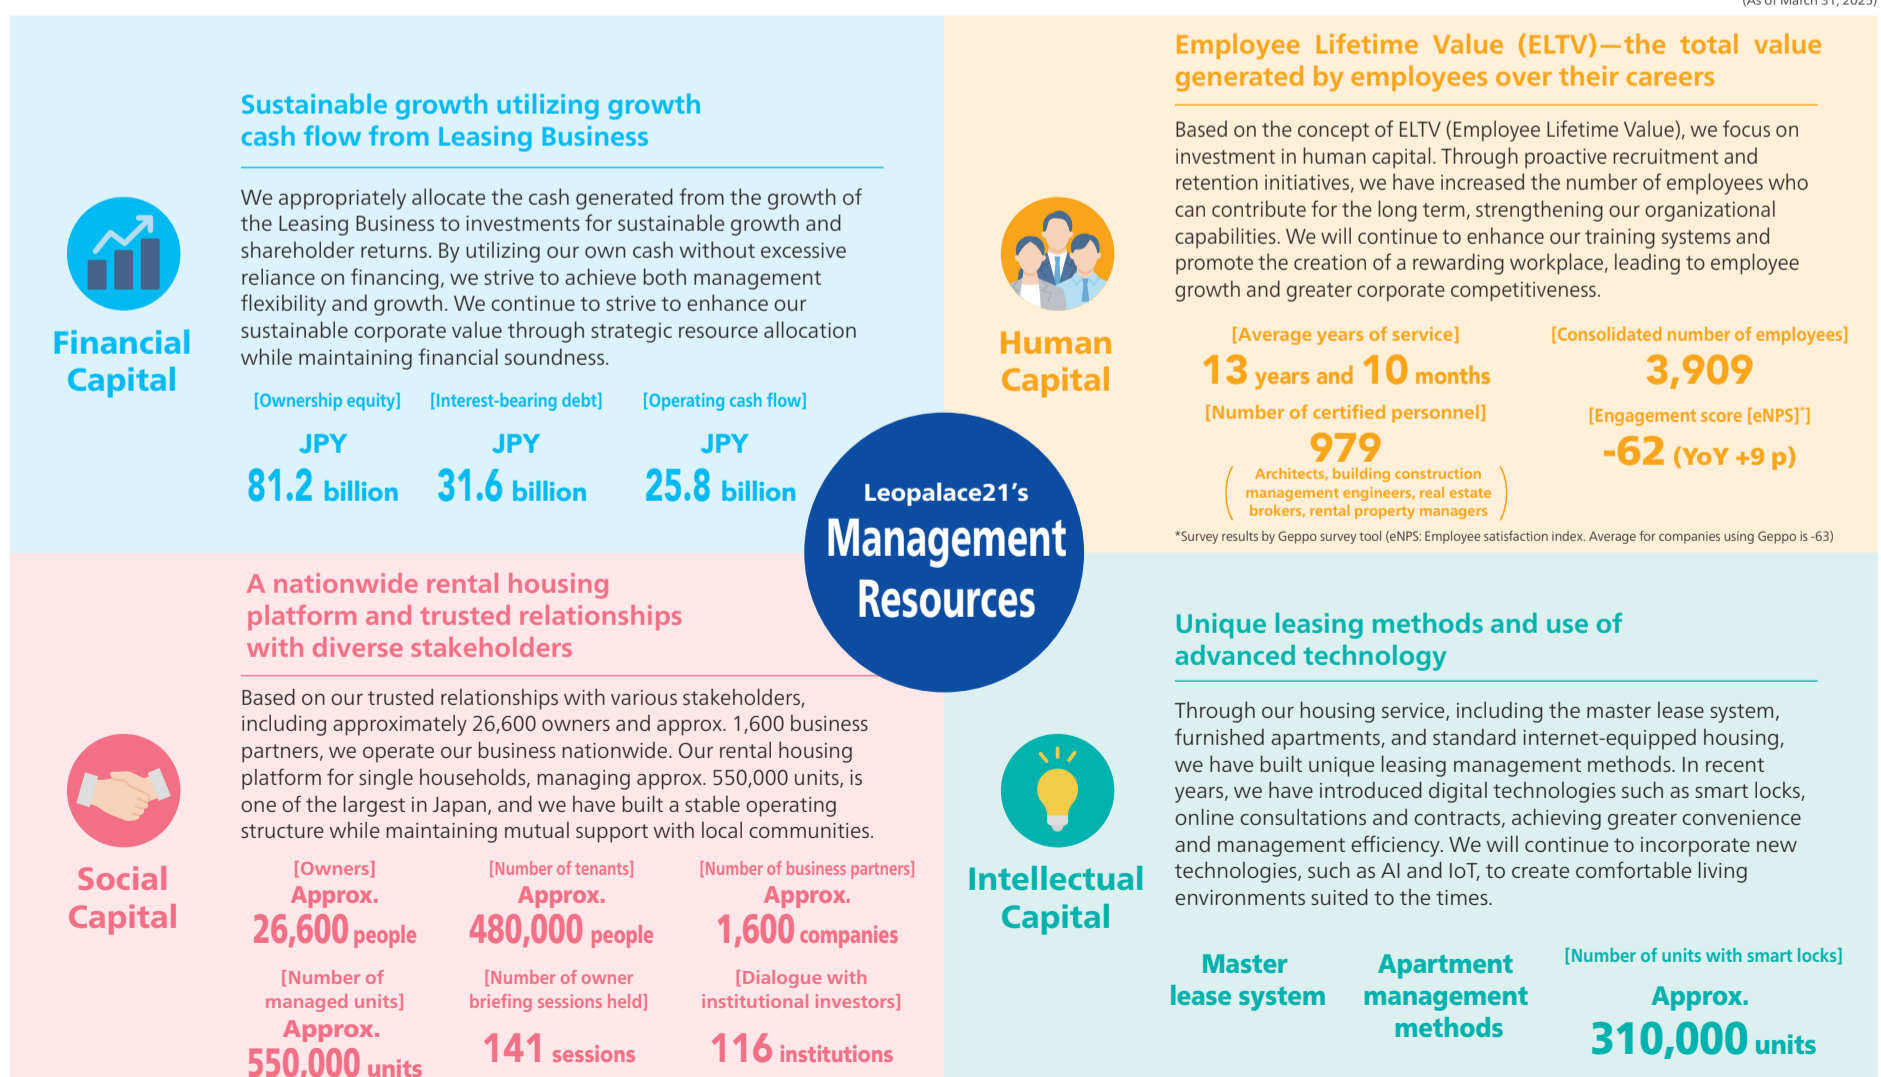 (As of March 31, 2025)
Sustainable growth utilizing growth
cash flow from Leasing Business
We appropriately allocate the cash generated from the growth of
the Leasing Business to investments for sustainable growth and
shareholder returns. By utilizing our own cash without excessive
reliance on financing, we strive to achieve both management
flexibility and growth. We continue to strive to enhance our
sustainable corporate value through strategic resource allocation
while maintaining financial soundness.
Financial
Capital
[Ownership equity] [Interest-bearing debt] [Operating cash flow]
JPY JPY JPY
81.2 billion 31.6 billion 25.8 billion
Employee Lifetime Value (ELTV)—the total value
generated by employees over their careers
Based on the concept of ELTV (Employee Lifetime Value), we focus on
investment in human capital. Through proactive recruitment and
retention initiatives, we have increased the number of employees who
can contribute for the long term, strengthening our organizational
capabilities. We will continue to enhance our training systems and
promote the creation of a rewarding workplace, leading to employee
growth and greater corporate competitiveness.
Human
Capital
[Average years of service] [Consolidated number of employees]
13 years and 10 months 3,909
[Number of certified personnel] [Engagement score [eNPS]*]
979 -62 (YoY +9 p)
(Architects, building construction
management engineers, real estate
brokers, rental property managers)
*Survey results by Geppo survey tool (eNPS: Employee satisfaction index. Average for companies using Geppo is -63)
Leopalace21's
Management
Resources
A nationwide rental housing
platform and trusted relationships
with diverse stakeholders
Based on our trusted relationships with various stakeholders,
including approximately 26,600 owners and approx. 1,600 business
partners, we operate our business nationwide. Our rental housing
platform for single households, managing approx. 550,000 units, is
one of the largest in Japan, and we have built a stable operating
structure while maintaining mutual support with local communities.
Social
Capital
[Owners] [Number of tenants] [Number of business partners]
Approx. Approx. Approx.
26,600 people 480,000 people 1,600 companies
[Number of [Number of owner [Dialogue with
managed units] briefing sessions held] institutional investors]
Approx.
550,000 units 141 sessions 116 institutions
Unique leasing methods and use of
advanced technology
Through our housing service, including the master lease system,
furnished apartments, and standard internet-equipped housing,
we have built unique leasing management methods. In recent
years, we have introduced digital technologies such as smart locks,
online consultations and contracts, achieving greater convenience
and management efficiency. We will continue to incorporate new
technologies, such as AI and IoT, to create comfortable living
environments suited to the times.
Intellectual
Capital
Master
lease system
Apartment
management
methods
[Number of units with smart locks]
Approx.
310,000 units